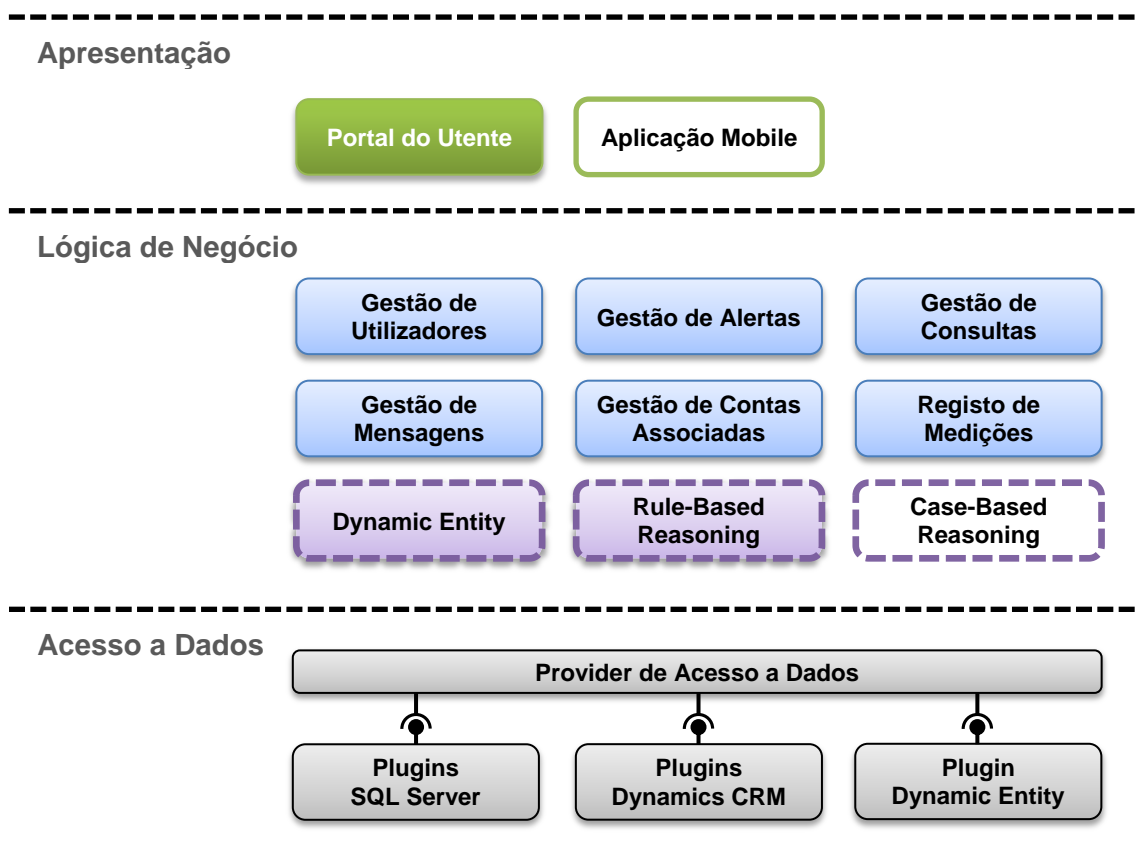 Apresentação
Portal do Utente
Aplicação Mobile
Lógica de Negócio
Gestão de
Utilizadores
Gestão de Alertas
Gestão de
Consultas
Gestão de
Mensagens
Gestão de Contas
Associadas
Registo de
Medições
Dynamic Entity
Rule-Based
Reasoning
Case-Based
Reasoning
Acesso a Dados
Provider de Acesso a Dados
Plugins
SQL Server
Plugins
Dynamics CRM
Plugin
Dynamic Entity